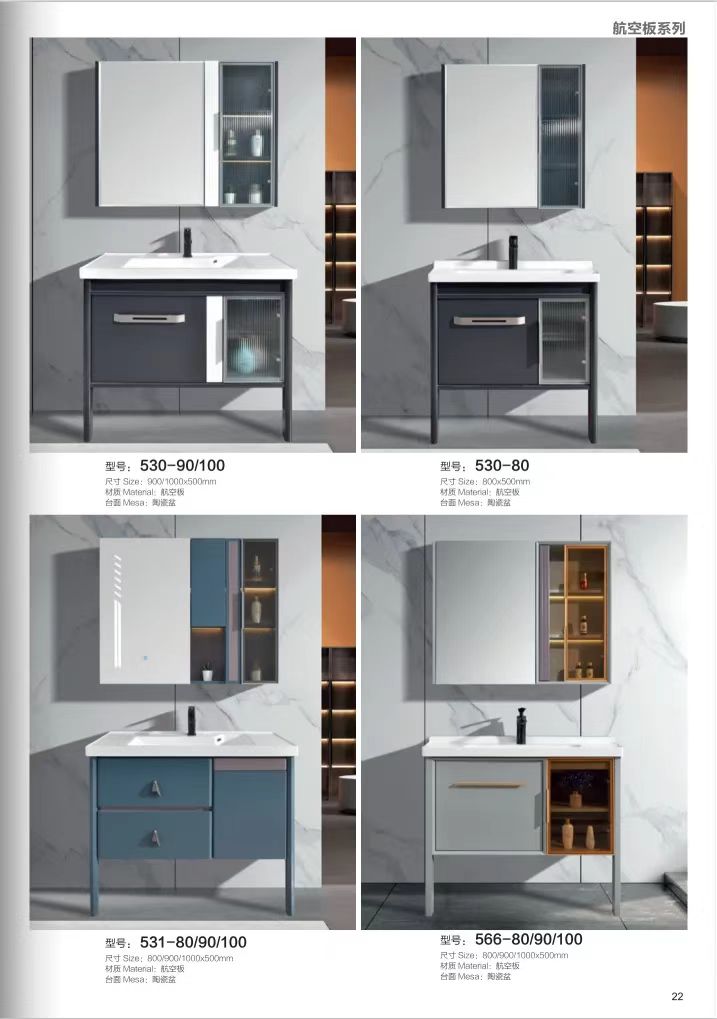 航空板系列
型号：530-90/100
尺寸 Size：900/1000x500mm
材质 Material：航空板
台面 Mesa：陶瓷盆
型号：530-80
尺寸 Size：800x500mm
材质 Material：航空板
台面 Mesa：陶瓷盆
型号：531-80/90/100
尺寸 Size：800/900/1000x500mm
材质 Material：航空板
台面 Mesa：陶瓷盆
型号：566-80/90/100
尺寸 Size：800/900/1000x500mm
材质 Material：航空板
台面 Mesa：陶瓷盆
22